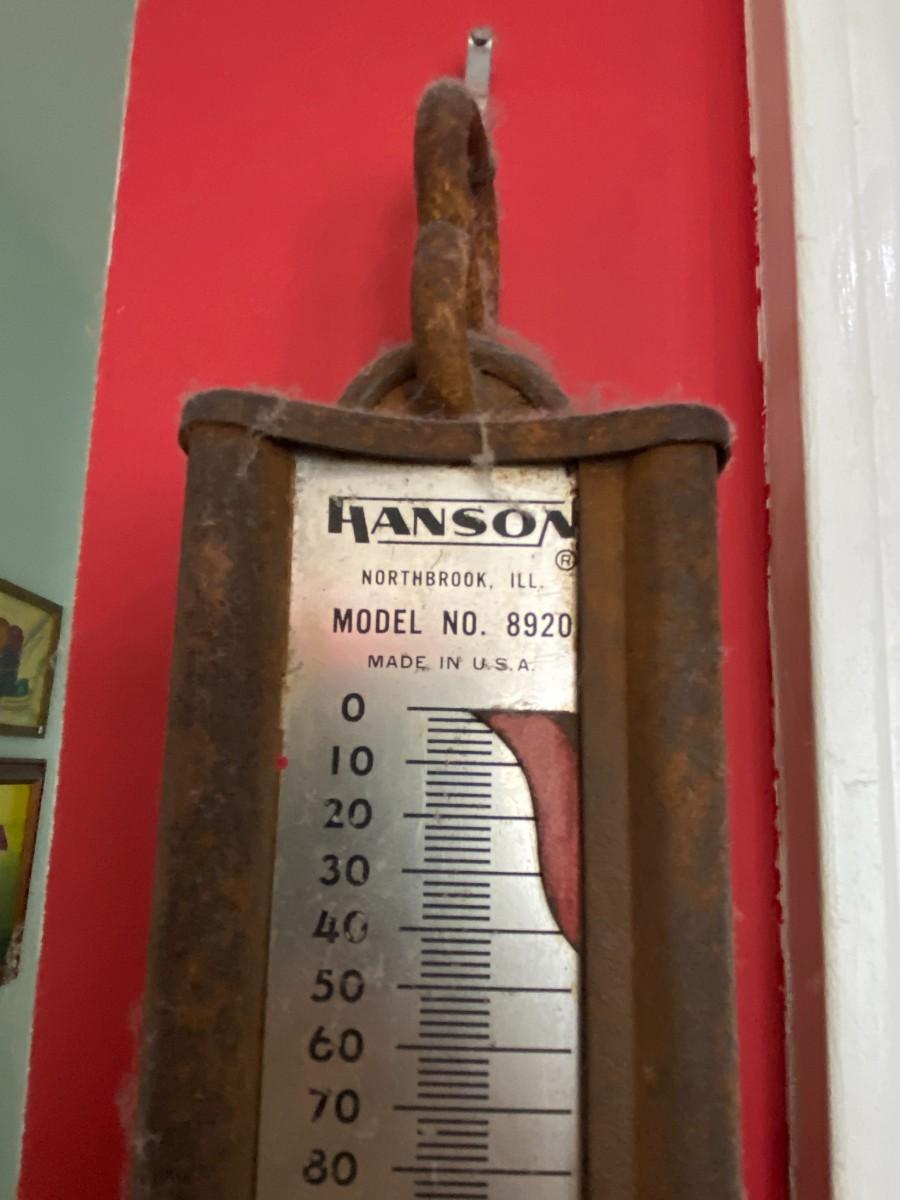 HANSON
®
NORTHBROOK, ILL.
MODEL NO. 8920
MADE IN U.S.A.
0
10
20
30
40
50
60
70
80